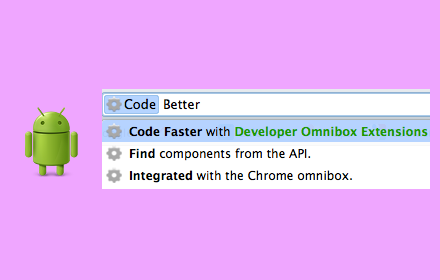 Code Better
Code Faster with Developer Omnibox Extensions
Find components from the API.
Integrated with the Chrome omnibox.